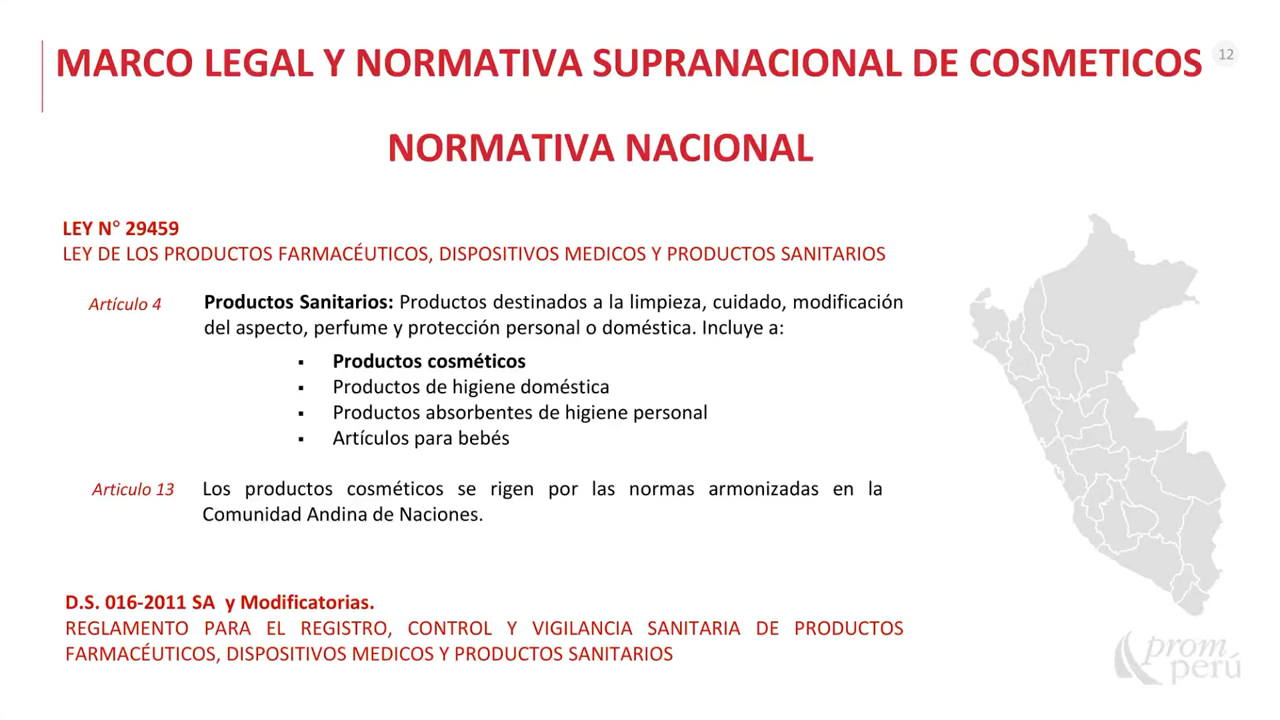 MARCO LEGAL Y NORMATIVA SUPRANACIONAL DE COSMETICOS
12
NORMATIVA NACIONAL
LEY N° 29459
LEY DE LOS PRODUCTOS FARMACÉUTICOS, DISPOSITIVOS MEDICOS Y PRODUCTOS SANITARIOS
Artículo 4
Productos Sanitarios: Productos destinados a la limpieza, cuidado, modificación
del aspecto, perfume y protección personal o doméstica. Incluye a:
▪ Productos cosméticos
▪ Productos de higiene doméstica
▪ Productos absorbentes de higiene personal
▪ Artículos para bebés
Articulo 13
Los productos cosméticos se rigen por las normas armonizadas en la
Comunidad Andina de Naciones.
D.S. 016-2011 SA y Modificatorias.
REGLAMENTO PARA EL REGISTRO, CONTROL Y VIGILANCIA SANITARIA DE PRODUCTOS
FARMACÉUTICOS, DISPOSITIVOS MEDICOS Y PRODUCTOS SANITARIOS
prom
perú